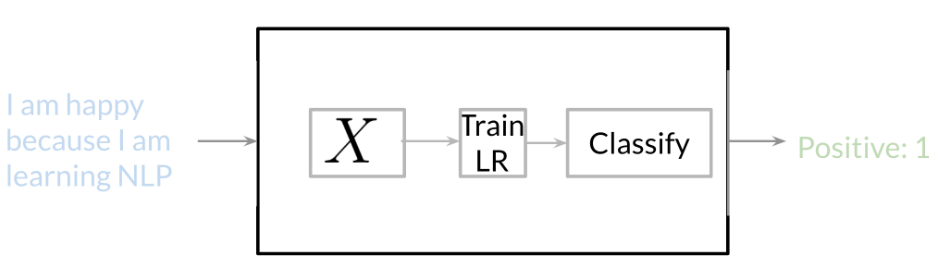 I am happy
because I am
learning NLP
X
Train
LR
Classify
Positive: 1